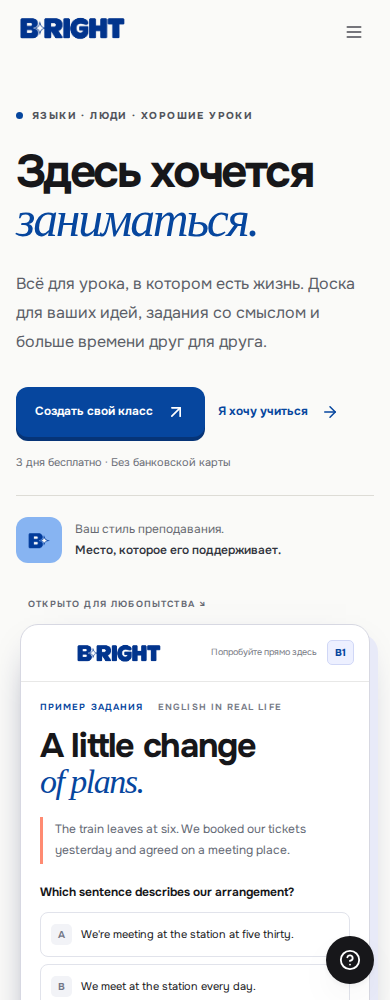 B RIGHT
ЯЗЫКИ · ЛЮДИ · ХОРОШИЕ УРОКИ
Здесь хочется
заниматься.
Всё для урока, в котором есть жизнь. Доска
для ваших идей, задания со смыслом и
больше времени друг для друга.
Создать свой класс ↗ Я хочу учиться →
3 дня бесплатно · Без банковской карты
B
Ваш стиль преподавания.
Место, которое его поддерживает.
ОТКРЫТО ДЛЯ ЛЮБОПЫТСТВА ↘
B RIGHT Попробуйте прямо здесь B1
ПРИМЕР ЗАДАНИЯ ENGLISH IN REAL LIFE
A little change
of plans.
The train leaves at six. We booked our tickets
yesterday and agreed on a meeting place.
Which sentence describes our arrangement?
A We're meeting at the station at five thirty.
B We meet at the station every day.